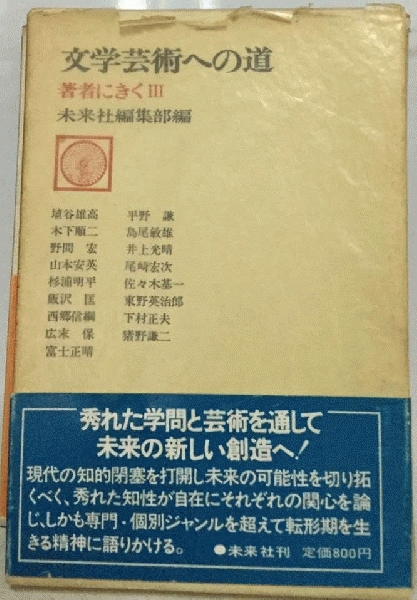 文学芸術への道
著者にきくIII
未来社編集部編
埴谷雄高
木下順二
野間 宏
山本安英
杉浦明平
飯沢 匡
西郷信綱
広末 保
富士正晴
平野 謙
島尾敏雄
井上光晴
尾崎宏次
佐々木基一
東野英治郎
下村正夫
猪野謙二
秀れた学問と芸術を通して
未来の新しい創造へ!
現代の知的閉塞を打開し未来の可能性を切り拓
くべく、秀れた知性が自在にそれぞれの関心を論
じ、しかも専門・個別ジャンルを超えて転形期を生
きる精神に語りかける。 ●未来社刊 定価800円